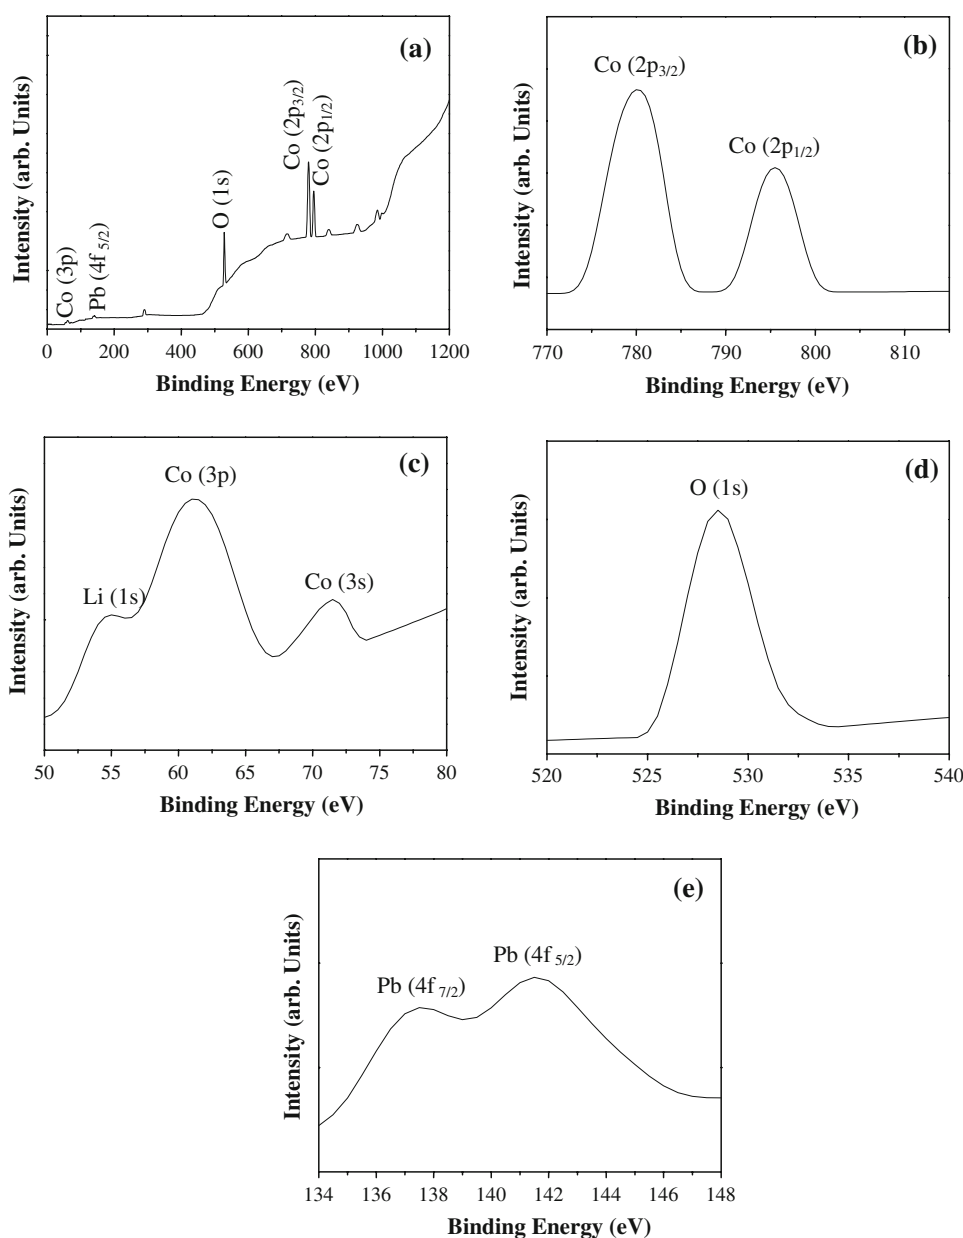 (a)
Intensity (arb. Units)
Co (3p)
Pb (4f 5/2)
O (1s)
Co (2p3/2)
Co (2p1/2)
0 200 400 600 800 1000 1200
Binding Energy (eV)
(b)
Intensity (arb. Units)
Co (2p3/2)
Co (2p1/2)
770 780 790 800 810
Binding Energy (eV)
(c)
Intensity (arb. Units)
Li (1s)
Co (3p)
Co (3s)
50 55 60 65 70 75 80
Binding Energy (eV)
(d)
Intensity (arb. Units)
O (1s)
520 525 530 535 540
Binding Energy (eV)
(e)
Intensity (arb. Units)
Pb (4f 7/2)
Pb (4f 5/2)
134 136 138 140 142 144 146 148
Binding Energy (eV)